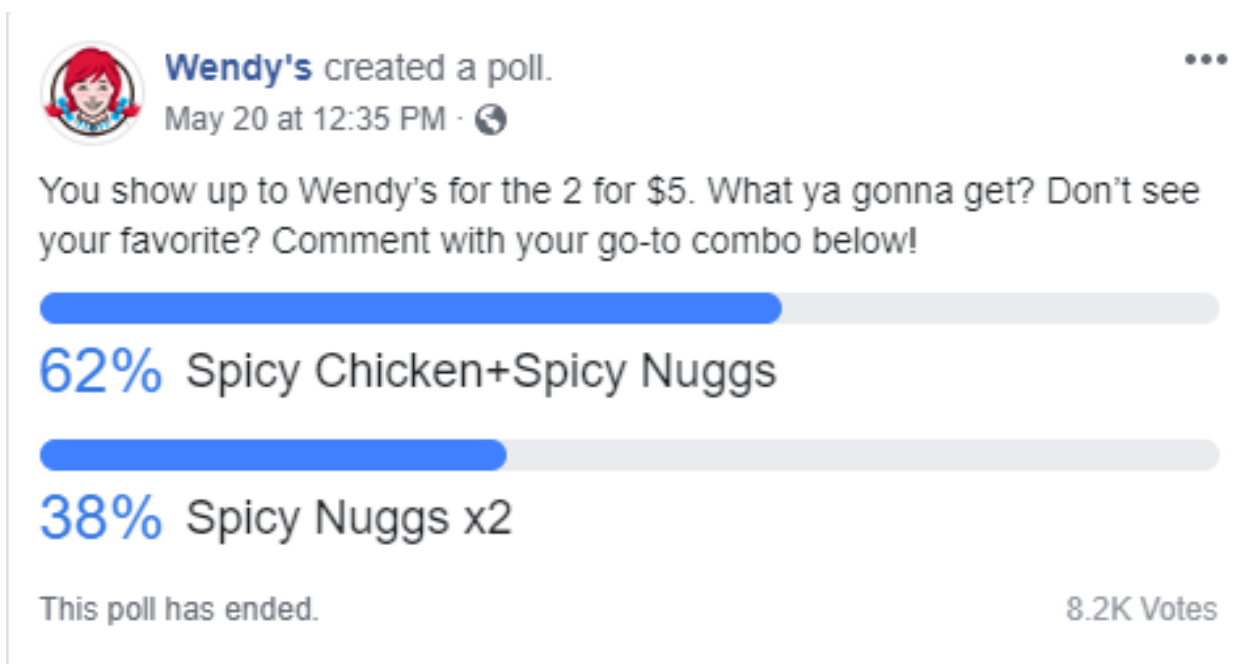 Wendy's created a poll.
May 20 at 12:35 PM ·
You show up to Wendy’s for the 2 for $5. What ya gonna get? Don’t see
your favorite? Comment with your go-to combo below!
62% Spicy Chicken+Spicy Nuggs
38% Spicy Nuggs x2
This poll has ended. 8.2K Votes